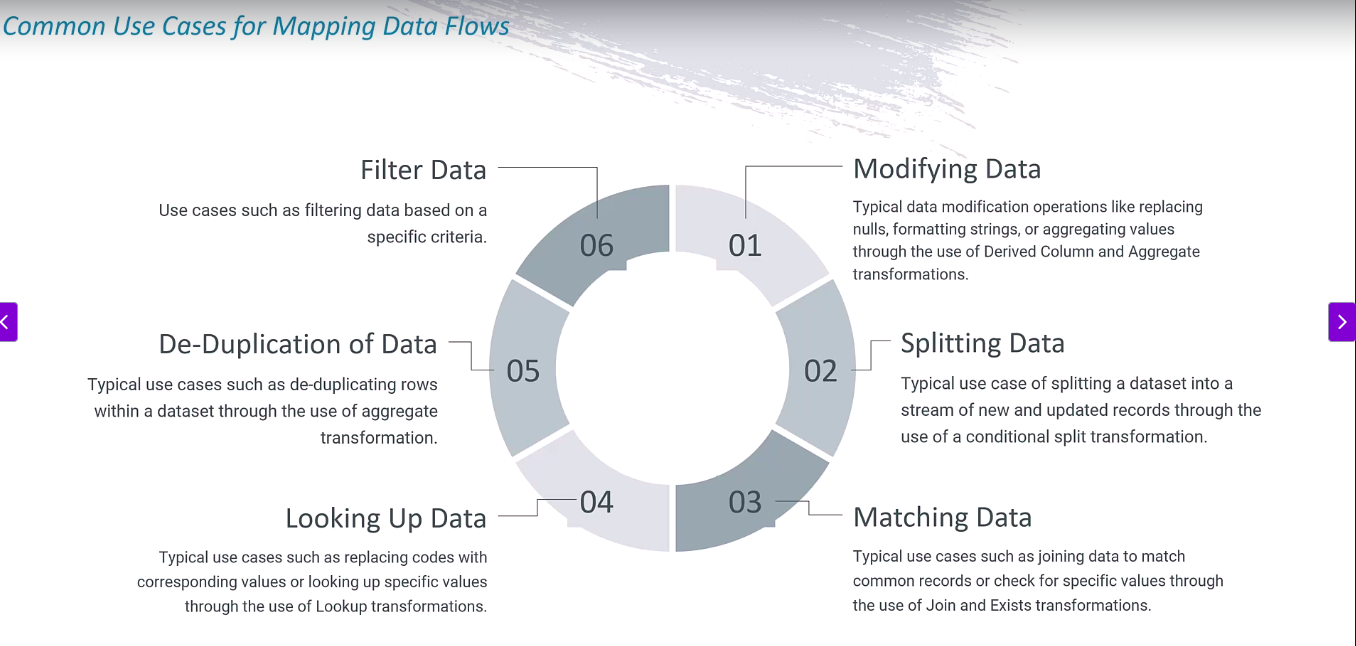 Common Use Cases for Mapping Data Flows
Filter Data
Use cases such as filtering data based on a
specific criteria.
06
01
Modifying Data
Typical data modification operations like replacing
nulls, formatting strings, or aggregating values
through the use of Derived Column and Aggregate
transformations.
De-Duplication of Data
Typical use cases such as de-duplicating rows
within a dataset through the use of aggregate
transformation.
05
02
Splitting Data
Typical use case of splitting a dataset into a
stream of new and updated records through the
use of a conditional split transformation.
Looking Up Data
Typical use cases such as replacing codes with
corresponding values or looking up specific values
through the use of Lookup transformations.
04
03
Matching Data
Typical use cases such as joining data to match
common records or check for specific values through
the use of Join and Exists transformations.